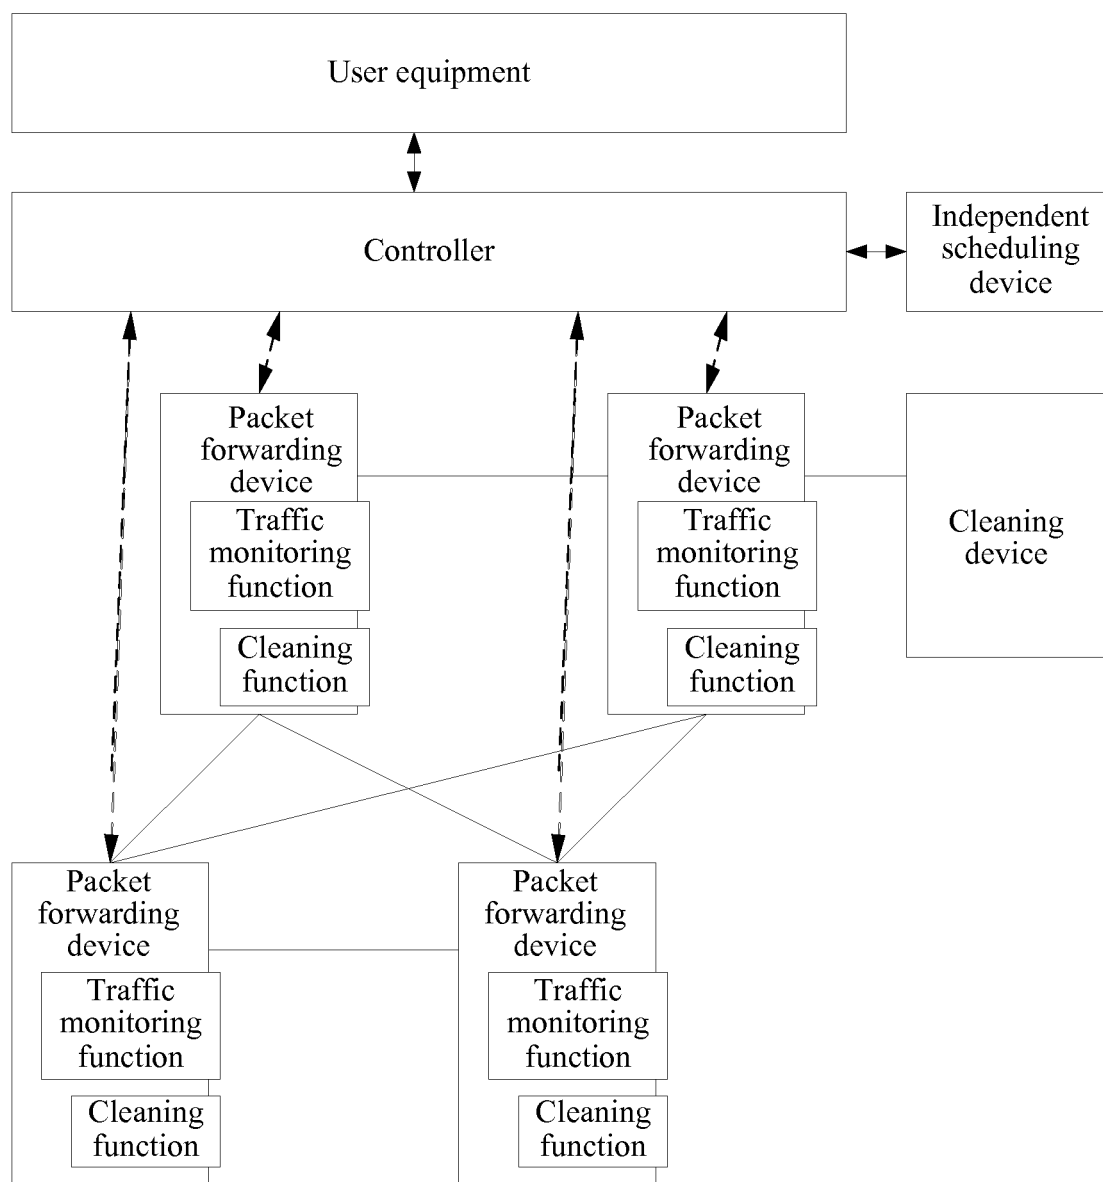 User equipment
Controller
Independent
scheduling
device
Packet
forwarding
device
Traffic
monitoring
function
Cleaning
function
Packet
forwarding
device
Traffic
monitoring
function
Cleaning
function
Cleaning
device
Packet
forwarding
device
Traffic
monitoring
function
Cleaning
function
Packet
forwarding
device
Traffic
monitoring
function
Cleaning
function